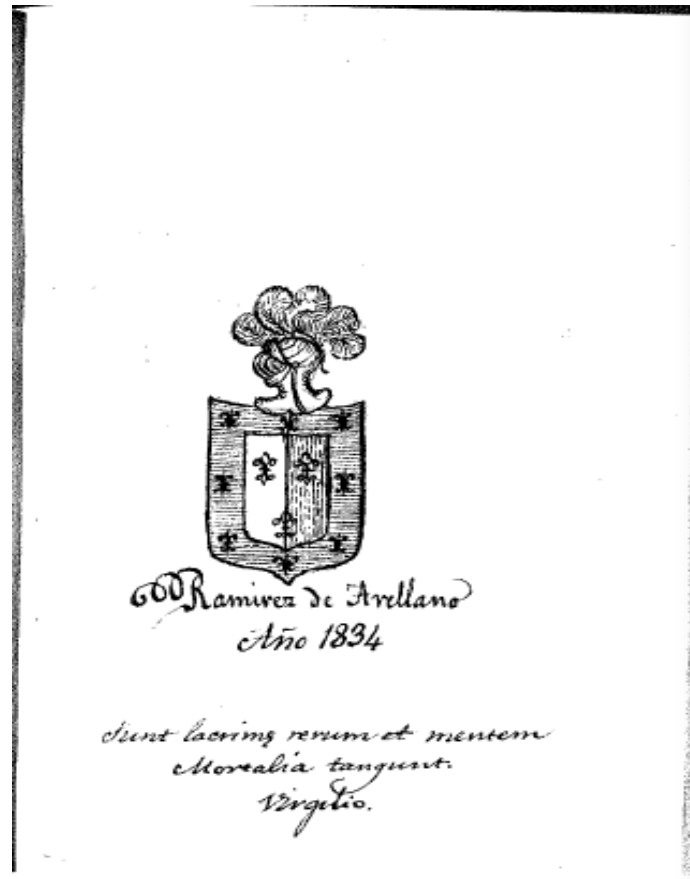 Ramirez de Arellano
Año 1834
Sunt lacrimę rerum et mentem
Mortalia tangunt.
Virgilio.